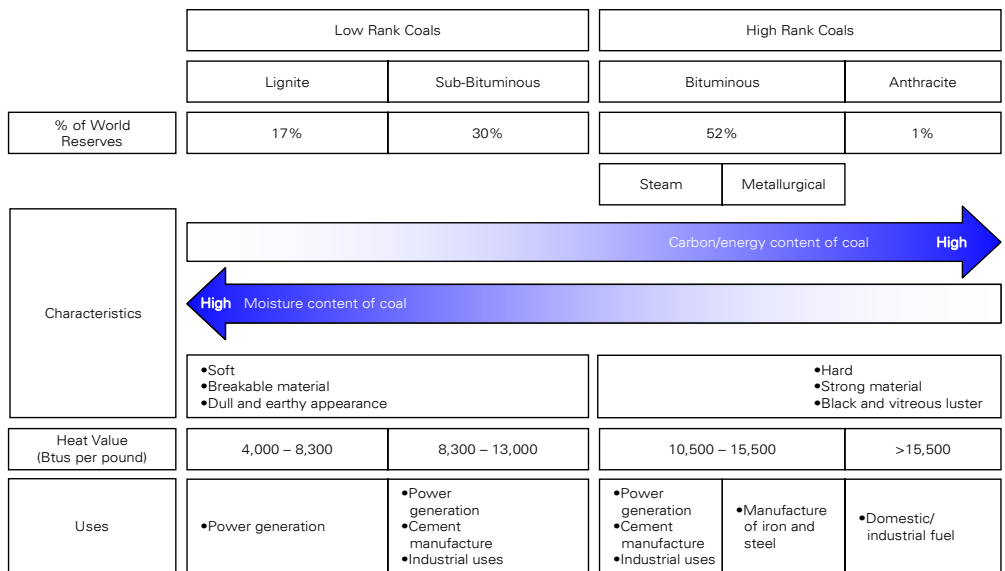 Low Rank Coals
High Rank Coals
Lignite
Sub-Bituminous
Bituminous
Anthracite
% of World
Reserves
17%
30%
52%
1%
Steam
Metallurgical
Characteristics
Carbon/energy content of coal
High
High
Moisture content of coal
•Soft
•Breakable material
•Dull and earthy appearance
•Hard
•Strong material
•Black and vitreous luster
Heat Value
(Btus per pound)
4,000 – 8,300
8,300 – 13,000
10,500 – 15,500
>15,500
Uses
•Power generation
•Power
generation
•Cement
manufacture
•Industrial uses
•Power
generation
•Cement
manufacture
•Industrial uses
•Manufacture
of iron and
steel
•Domestic/
industrial fuel